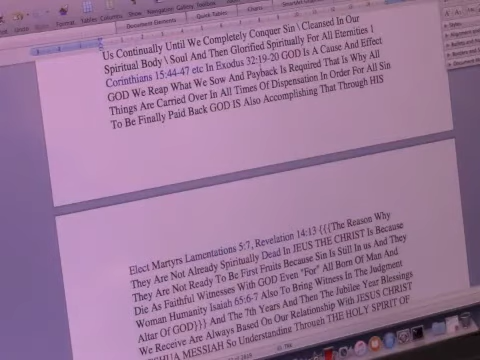 Document Elements
Quick Tables
Charts
Us Continually Until We Completely Conquer Sin \ Cleansed In Our
Spiritual Body \ Soul And Then Glorified Spiritually For All Eternities 1
Corinthians 15:44-47 etc In Exodus 32:19-20 GOD Is A Cause And Effect
GOD We Reap What We Sow And Payback Is Required That Is Why All
Things Are Carried Over In All Times Of Dispensation In Order For All Sin
To Be Finally Paid Back GOD IS Also Accomplishing That Through HIS
Elect Martyrs Lamentations 5:7, Revelation 14:13 {{{The Reason Why
They Are Not Already Spiritually Dead In JEUS THE CHRIST Is Because
They Are Not Ready To Be First Fruits Because Sin Is Still In us And They
Die As Faithful Witnesses With GOD Even "For" All Born Of Man And
Woman Humanity Isaiah 65:6-7 Also To Bring Witness In The Judgment
Altar Of GOD}}} And The 7th Years And Then The Jubilee Year Blessings
We Receive Are Always Based On Our Relationship With JESUS CHRIST
MESSIAH So Understanding Through THE HOLY SPIRIT OF